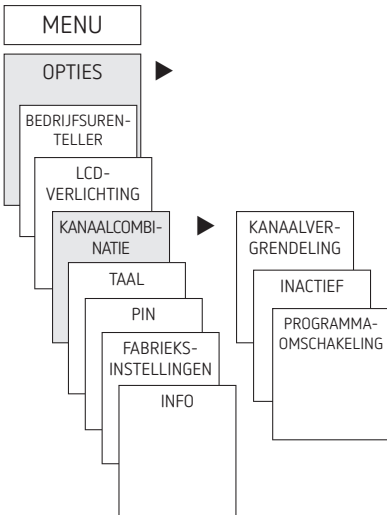 MENU
OPTIES
BEDRIJFSUREN-
TELLER
LCD-
VERLICHTING
KANAALCOMBI-
NATIE
TAAL
PIN
FABRIEKS-
INSTELLINGEN
INFO
KANAALVER-
GRENDELING
INACTIEF
PROGRAMMA-
OMSCHAKELING